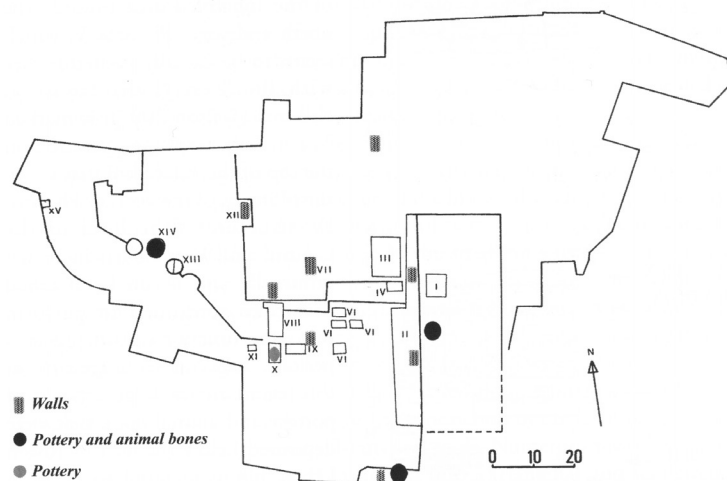 XV
XII
XIV
XIII
VII
III
IV
I
VIII
VI
VI
VI
II
XI
X
IX
VI
N
Walls
Pottery and animal bones
Pottery
0 10 20